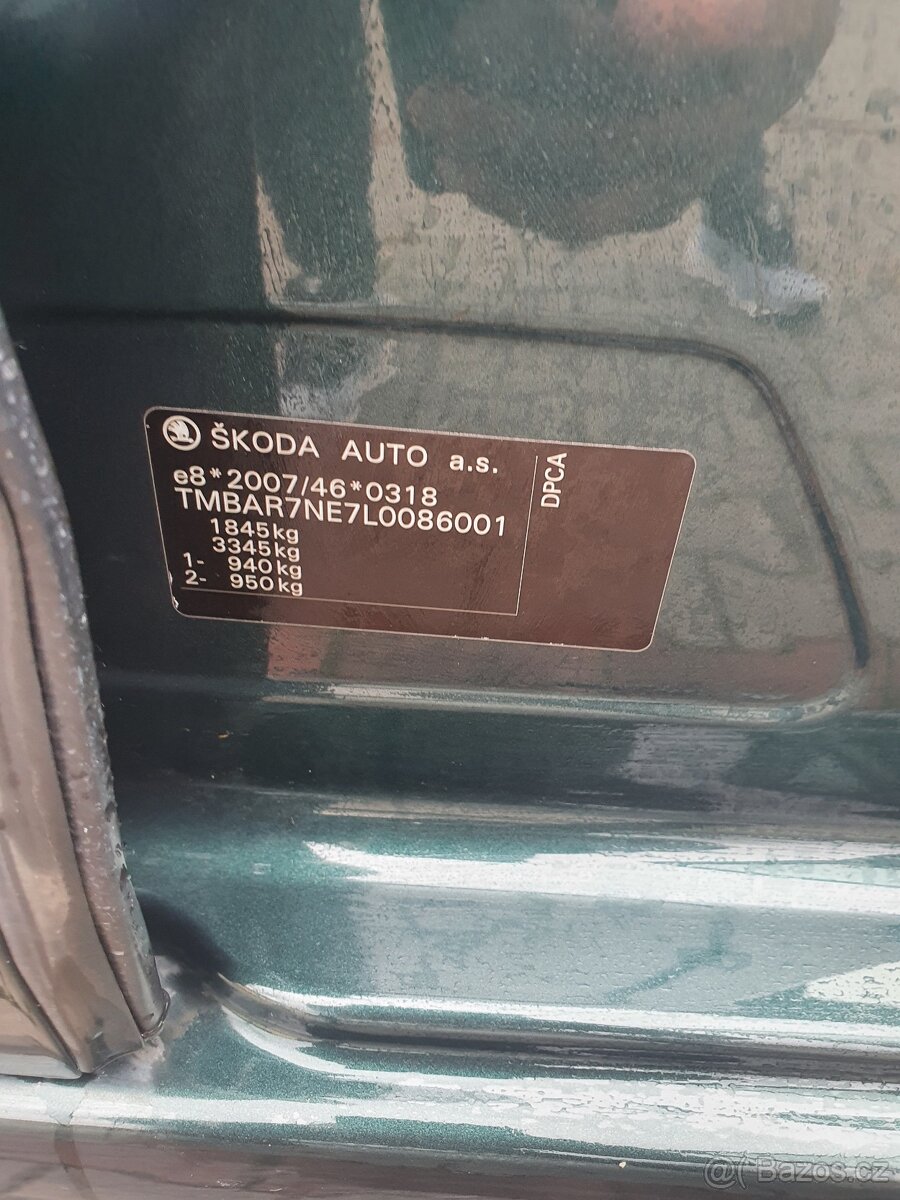 ŠKODA AUTO a.s.
e8*2007/46*0318
TMBAR7NE7L0086001
1845kg
3345kg
1- 940kg
2- 950kg
DPCA
@ Bazos.cz